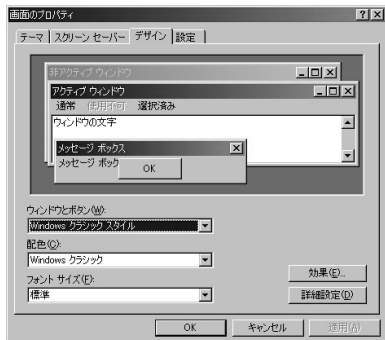 画面のプロパティ
テーマ スクリーン セーバー デザイン 設定
非アクティブ ウィンドウ
アクティブ ウィンドウ
通常 使用不可 選択済み
ウィンドウの文字
メッセージ ボックス
メッセージ ボック
OK
ウィンドウとボタン(W):
Windows クラシック スタイル
配色(C):
Windows クラシック
フォント サイズ(F):
標準
効果(E)...
詳細設定(D)
OK キャンセル 適用(A)